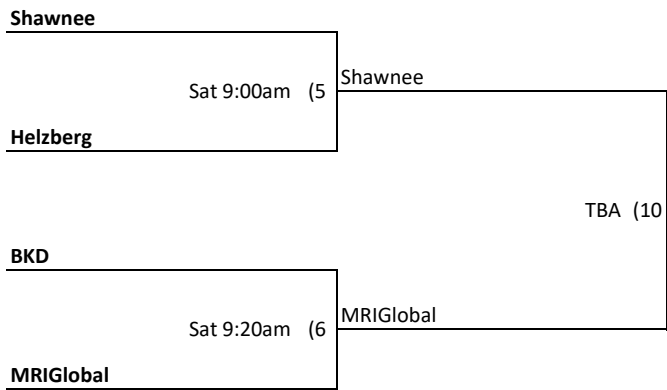 Shawnee
Sat 9:00am (5
Shawnee
Helzberg
TBA (10
BKD
Sat 9:20am (6
MRIGlobal
MRIGlobal